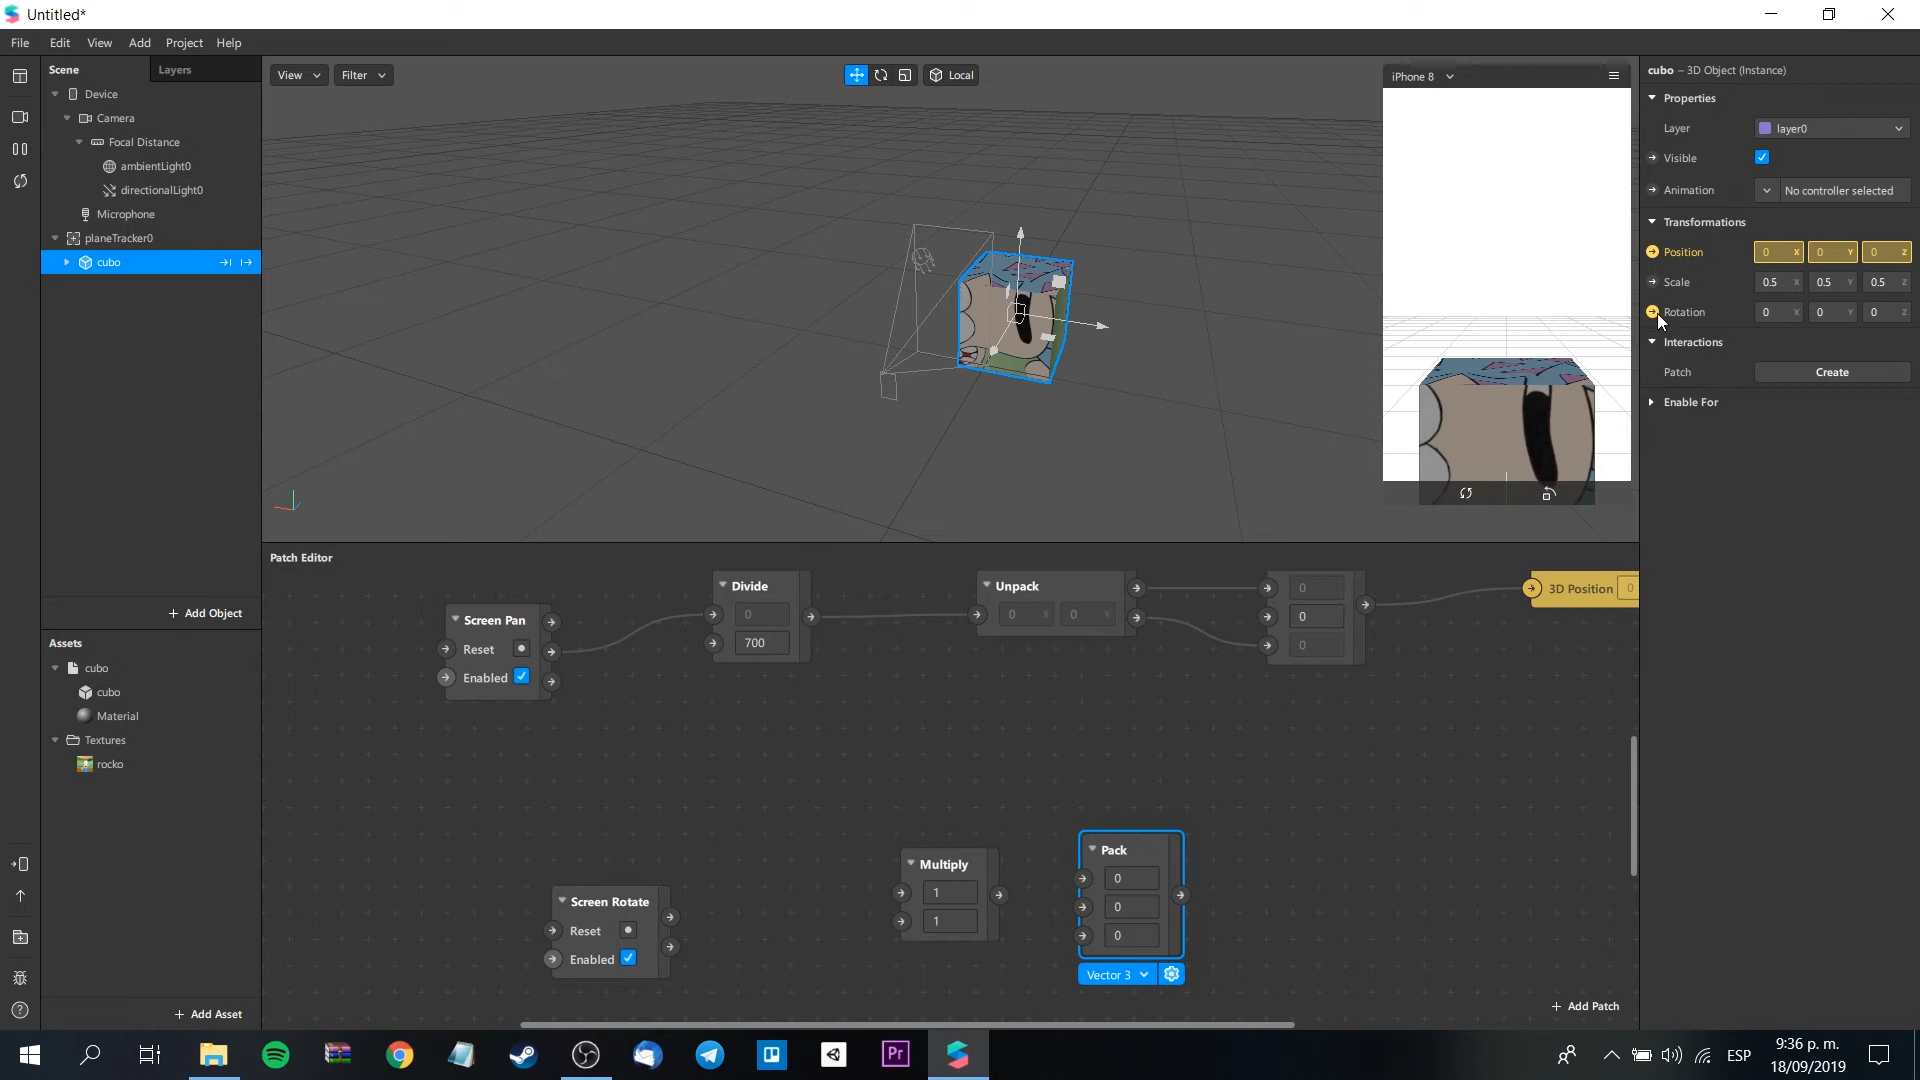 Untitled*
File Edit View Add Project Help
Scene Layers
Device
Camera
Focal Distance
ambientLight0
directionalLight0
Microphone
planeTracker0
cubo
+ Add Object
Assets
cubo
cubo
Material
Textures
rocko
+ Add Asset
View Filter
Local
iPhone 8
Patch Editor
Screen Pan
Reset
Enabled
Divide
0
700
Unpack
0 X 0 Y
0
0
0
3D Position 0
Screen Rotate
Reset
Enabled
Multiply
1
1
Pack
0
0
0
Vector 3
+ Add Patch
cubo – 3D Object (Instance)
Properties
Layer layer0
Visible
Animation No controller selected
Transformations
Position 0 X 0 Y 0 Z
Scale 0.5 X 0.5 Y 0.5 Z
Rotation 0 X 0 Y 0 Z
Interactions
Patch Create
Enable For
Pr
ESP
9:36 p. m.
18/09/2019